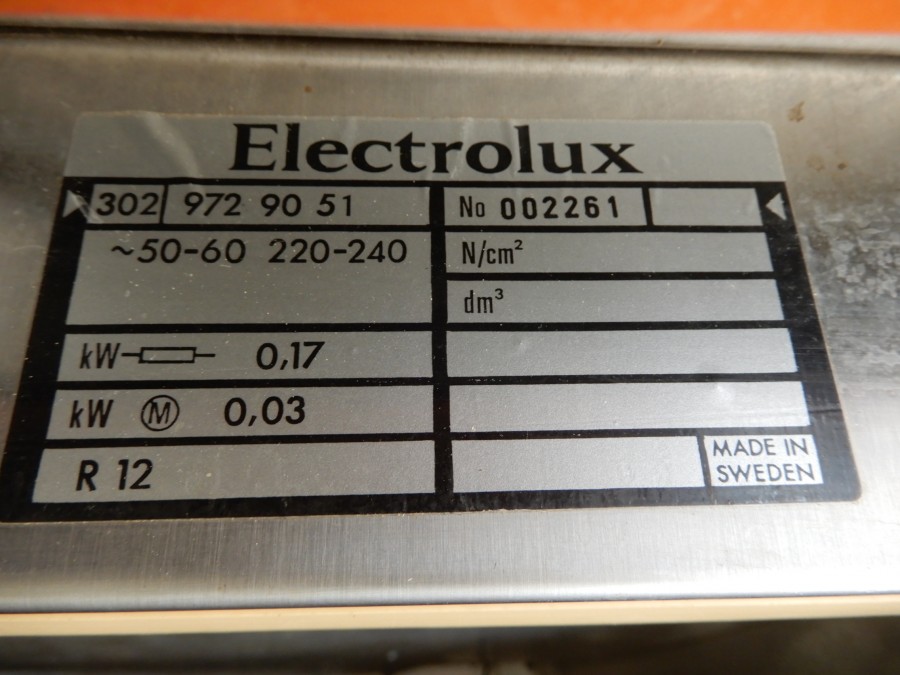 Electrolux
302 972 90 51 No 002261
~50-60 220-240 N/cm²
dm³
kW 0,17
kW M 0,03
R 12
MADE IN
SWEDEN